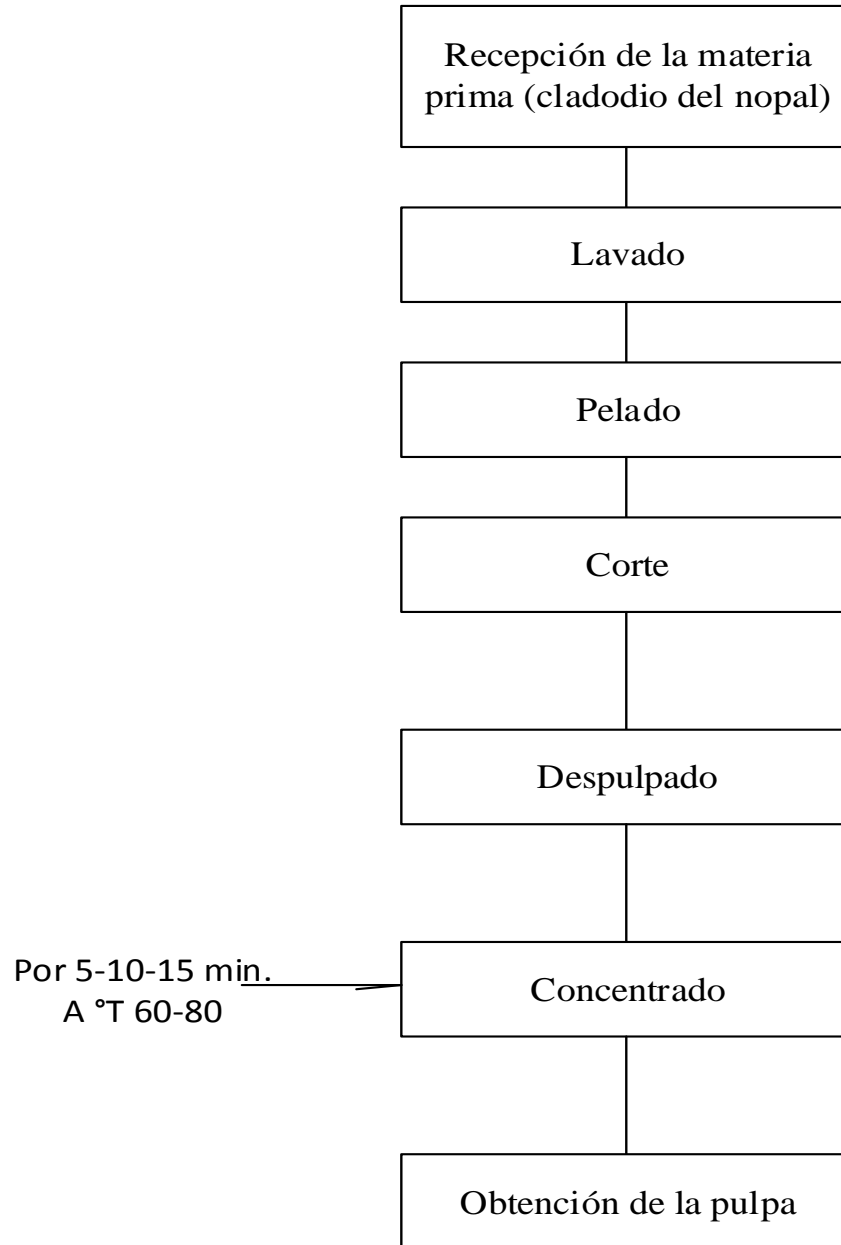 Recepción de la materia
prima (cladodio del nopal)
Lavado
Pelado
Corte
Despulpado
Por 5-10-15 min.
A °T 60-80
Concentrado
Obtención de la pulpa